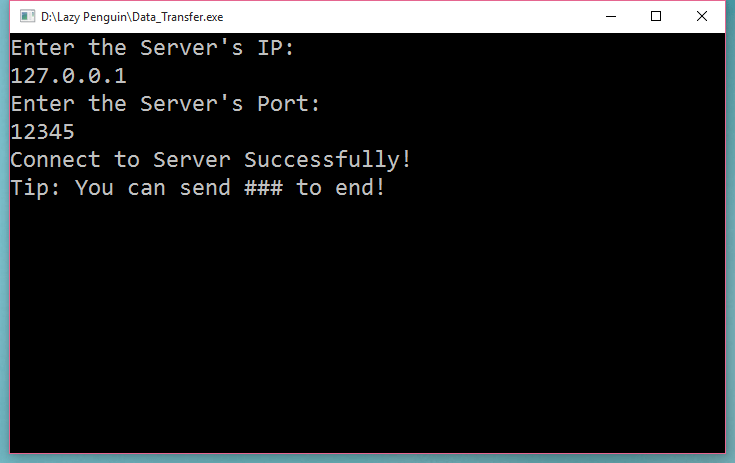 D:\Lazy Penguin\Data_Transfer.exe
Enter the Server's IP:
127.0.0.1
Enter the Server's Port:
12345
Connect to Server Successfully!
Tip: You can send ### to end!